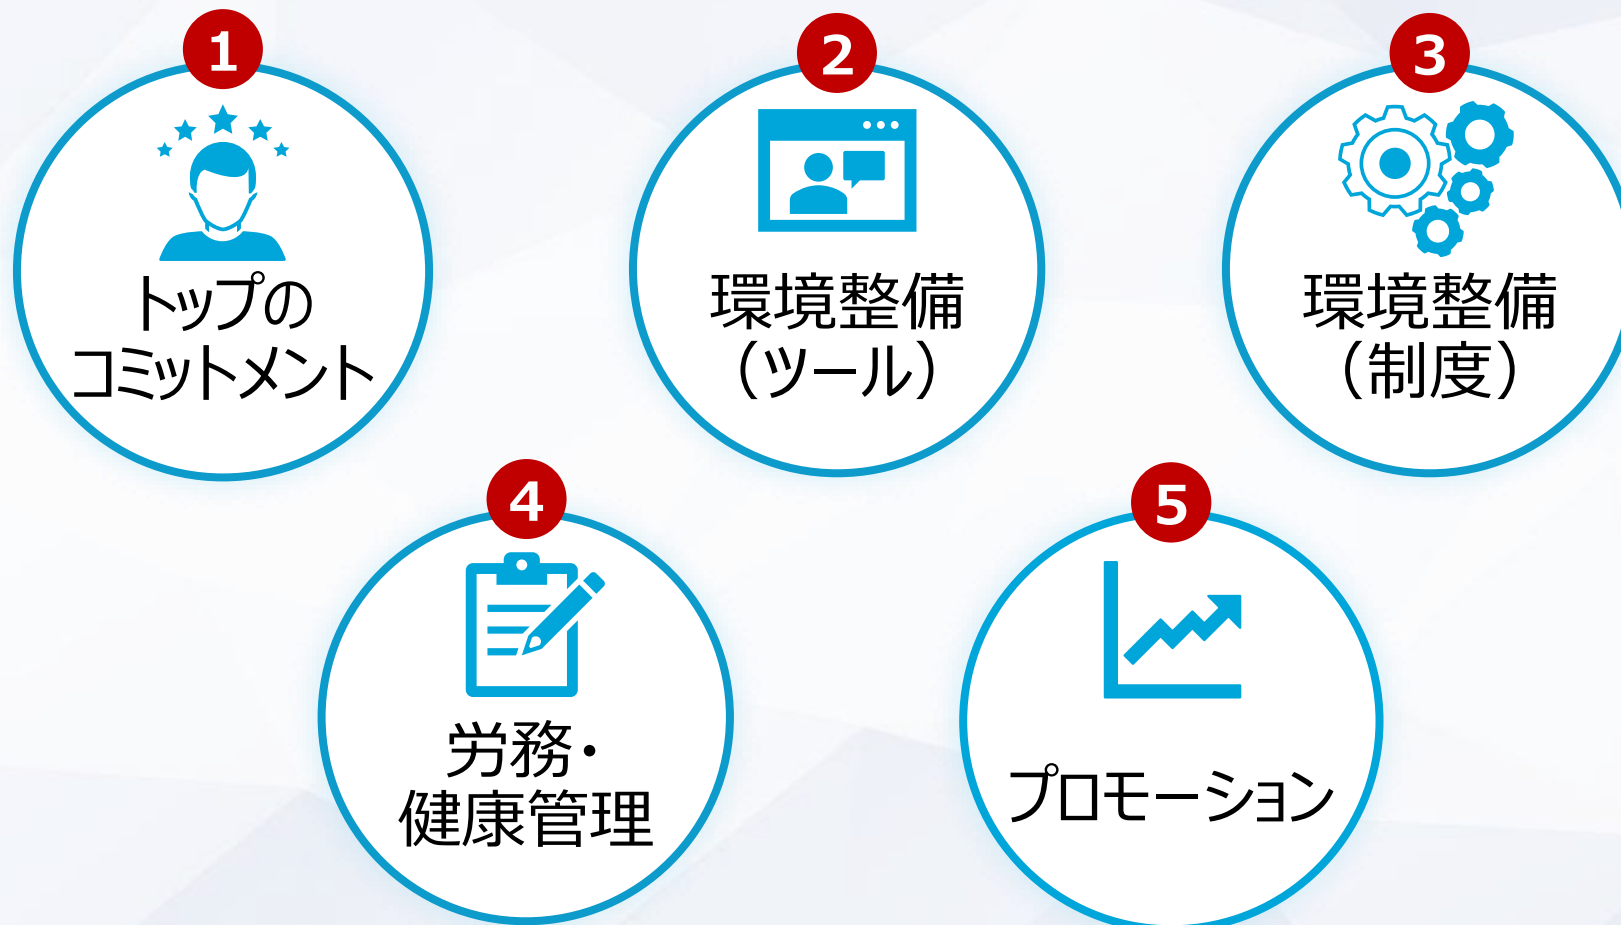 1
トップの
コミットメント
2
環境整備
（ツール）
3
環境整備
（制度）
4
労務・
健康管理
5
プロモーション